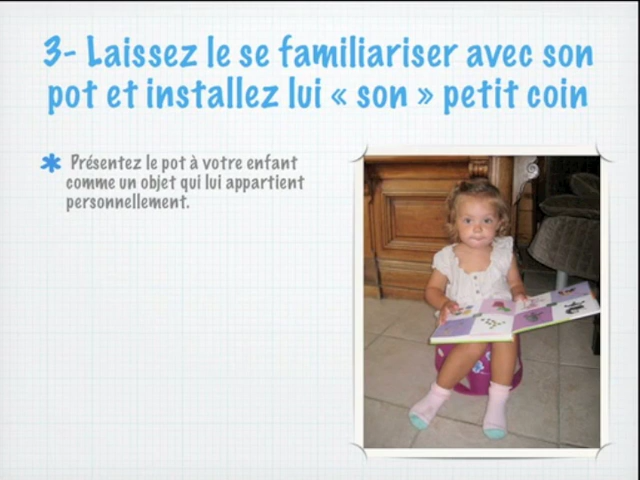 3- Laissez le se familiariser avec son
pot et installez lui « son » petit coin
Présentez le pot à votre enfant
comme un objet qui lui appartient
personnellement.